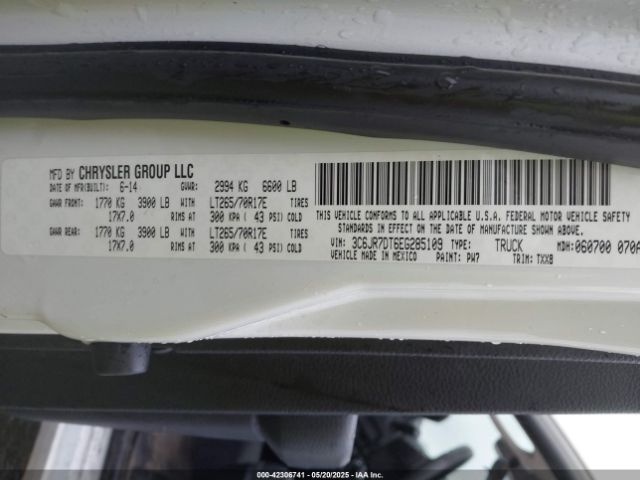 MFD BY CHRYSLER GROUP LLC
DATE OF MFR(BUILT): 6-14 GVWR: 2994 KG 6600 LB
GAWR FRONT: 1770 KG 3900 LB WITH LT265/70R17E TIRES
17X7.0 RIMS AT 300 KPA ( 43 PSI) COLD
GAWR REAR: 1770 KG 3900 LB WITH LT265/70R17E TIRES
17X7.0 RIMS AT 300 KPA ( 43 PSI) COLD
THIS VEHICLE CONFORMS TO ALL APPLICABLE U.S.A. FEDERAL MOTOR VEHICLE SAFETY
STANDARDS IN EFFECT ON THE DATE OF MANUFACTURE SHOWN ABOVE.
VIN: 3C6JR7DT6EG285109 TYPE: TRUCK MDH: 060700 070A
VEHICLE MADE IN MEXICO PAINT: PW7 TRIM: TXX8
000-42306741 - 05/20/2025 - IAAI.COM